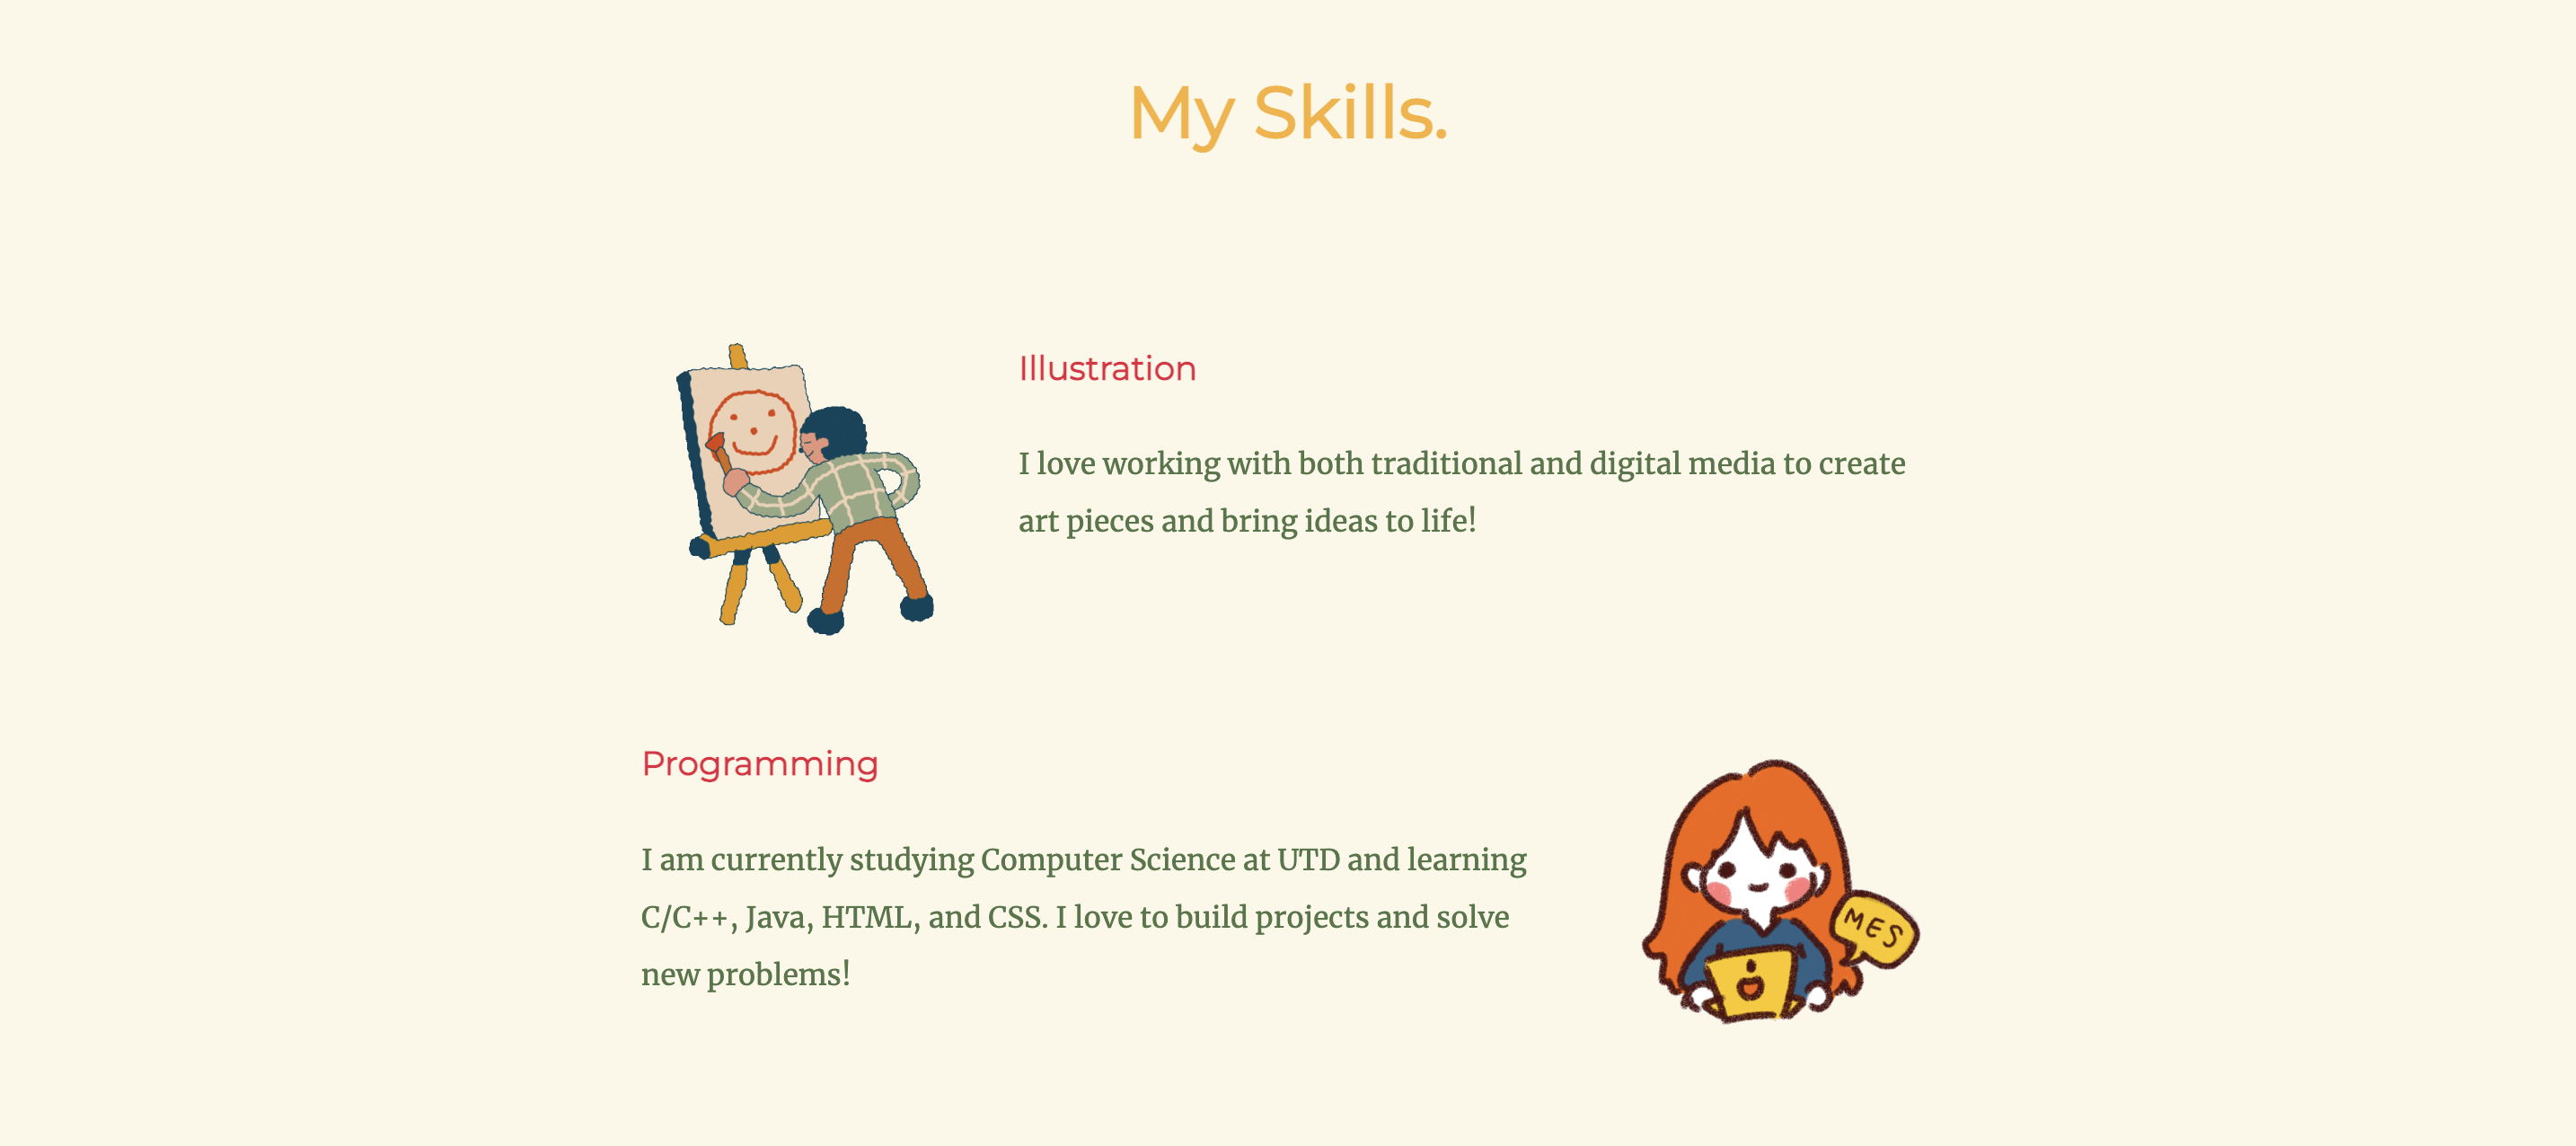 My Skills.
Illustration
I love working with both traditional and digital media to create
art pieces and bring ideas to life!
Programming
I am currently studying Computer Science at UTD and learning
C/C++, Java, HTML, and CSS. I love to build projects and solve
new problems!
MES